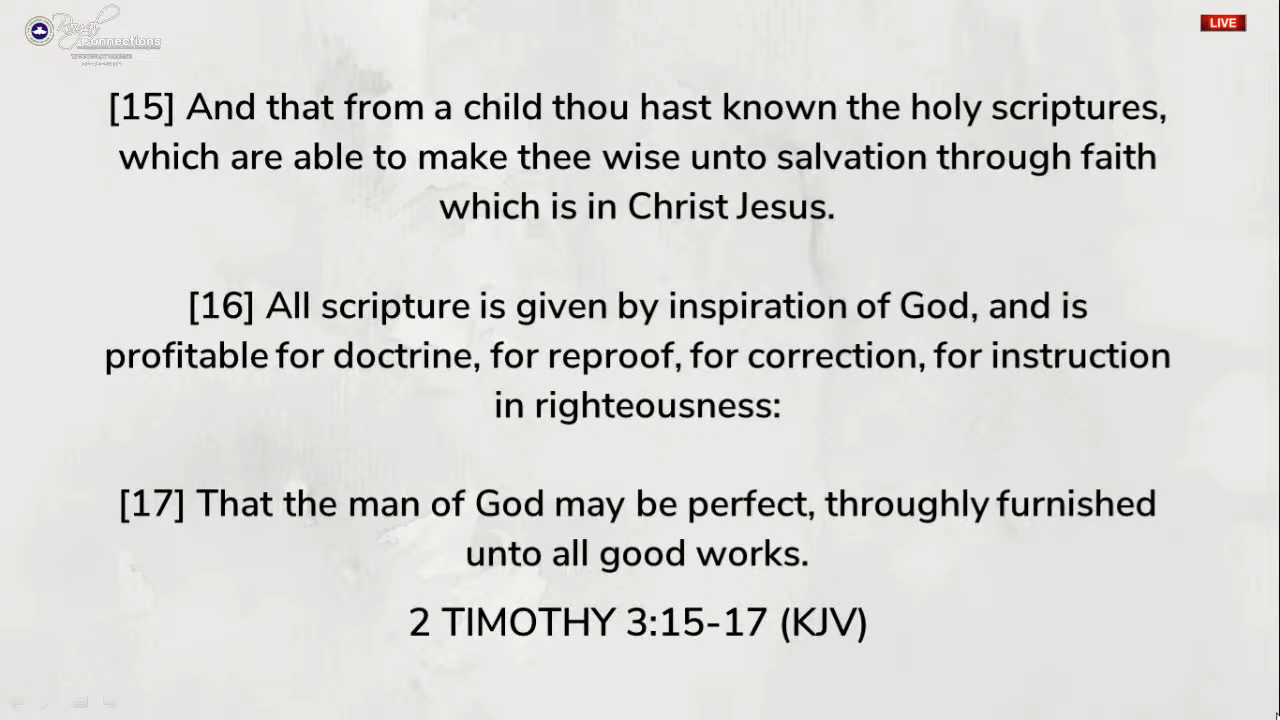 Royal
Connections
LIVE
[15] And that from a child thou hast known the holy scriptures,
which are able to make thee wise unto salvation through faith
which is in Christ Jesus.
[16] All scripture is given by inspiration of God, and is
profitable for doctrine, for reproof, for correction, for instruction
in righteousness:
[17] That the man of God may be perfect, throughly furnished
unto all good works.
2 TIMOTHY 3:15-17 (KJV)